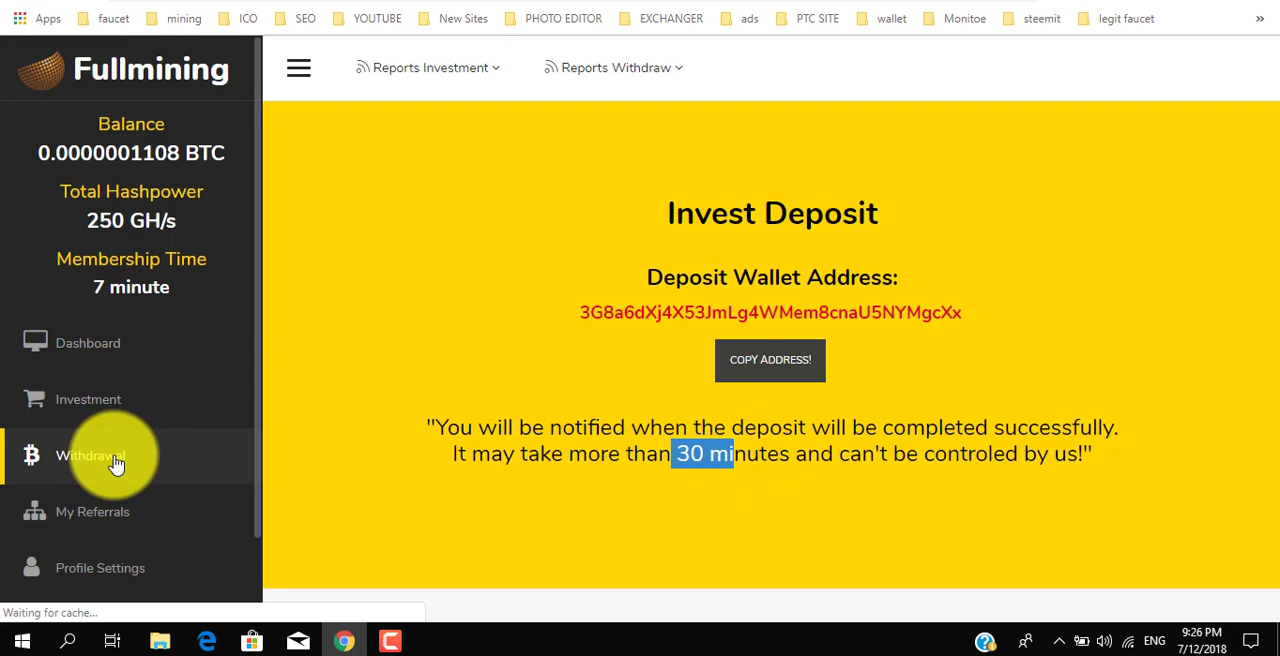 Apps faucet mining ICO SEO YOUTUBE New Sites PHOTO EDITOR EXCHANGER ads PTC SITE wallet Monitoe steemit legit faucet »
Fullmining
Reports Investment
Reports Withdraw
Balance
0.0000001108 BTC
Total Hashpower
250 GH/s
Membership Time
7 minute
Dashboard
Investment
Withdrawal
My Referrals
Profile Settings
Invest Deposit
Deposit Wallet Address:
3G8a6dXj4X53JmLg4WMem8cnaU5NYMgcXx
COPY ADDRESS!
"You will be notified when the deposit will be completed successfully.
It may take more than 30 minutes and can't be controled by us!"
Waiting for cache...
ENG
9:26 PM
7/12/2018